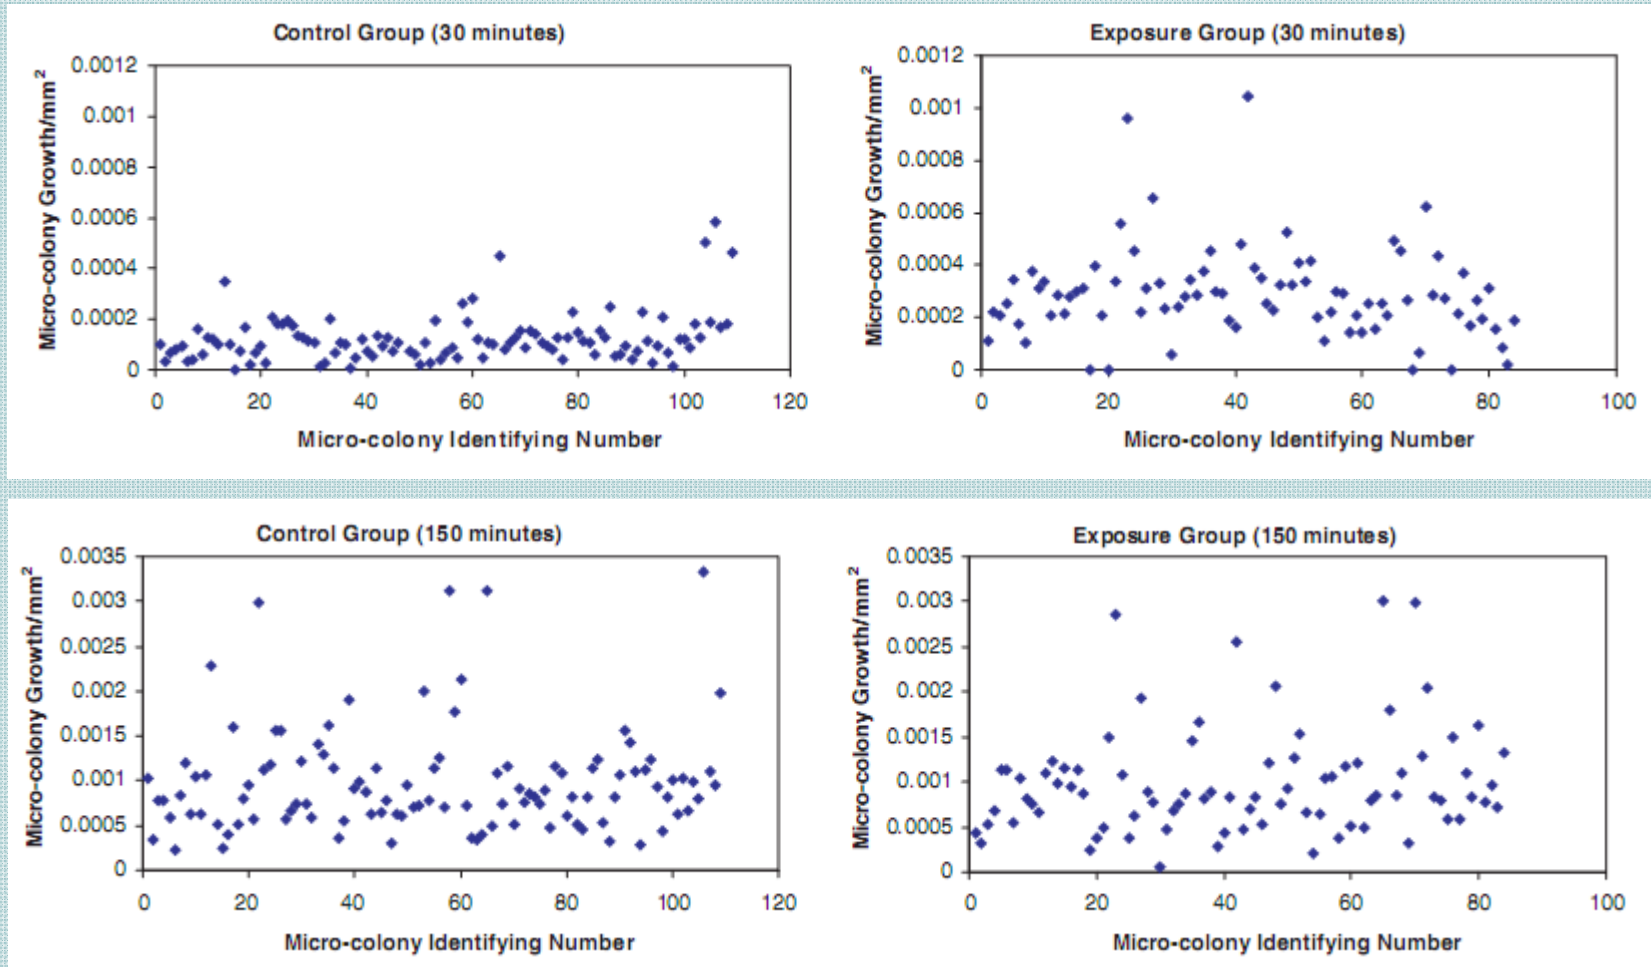 Control Group (30 minutes)
Micro-colony Growth/mm²
0.0012
0.001
0.0008
0.0006
0.0004
0.0002
0
0 20 40 60 80 100 120
Micro-colony Identifying Number
Exposure Group (30 minutes)
Micro-colony Growth/mm²
0.0012
0.001
0.0008
0.0006
0.0004
0.0002
0
0 20 40 60 80 100
Micro-colony Identifying Number
Control Group (150 minutes)
Micro-colony Growth/mm²
0.0035
0.003
0.0025
0.002
0.0015
0.001
0.0005
0
0 20 40 60 80 100 120
Micro-colony Identifying Number
Exposure Group (150 minutes)
Micro-colony Growth/mm²
0.0035
0.003
0.0025
0.002
0.0015
0.001
0.0005
0
0 20 40 60 80 100
Micro-colony Identifying Number